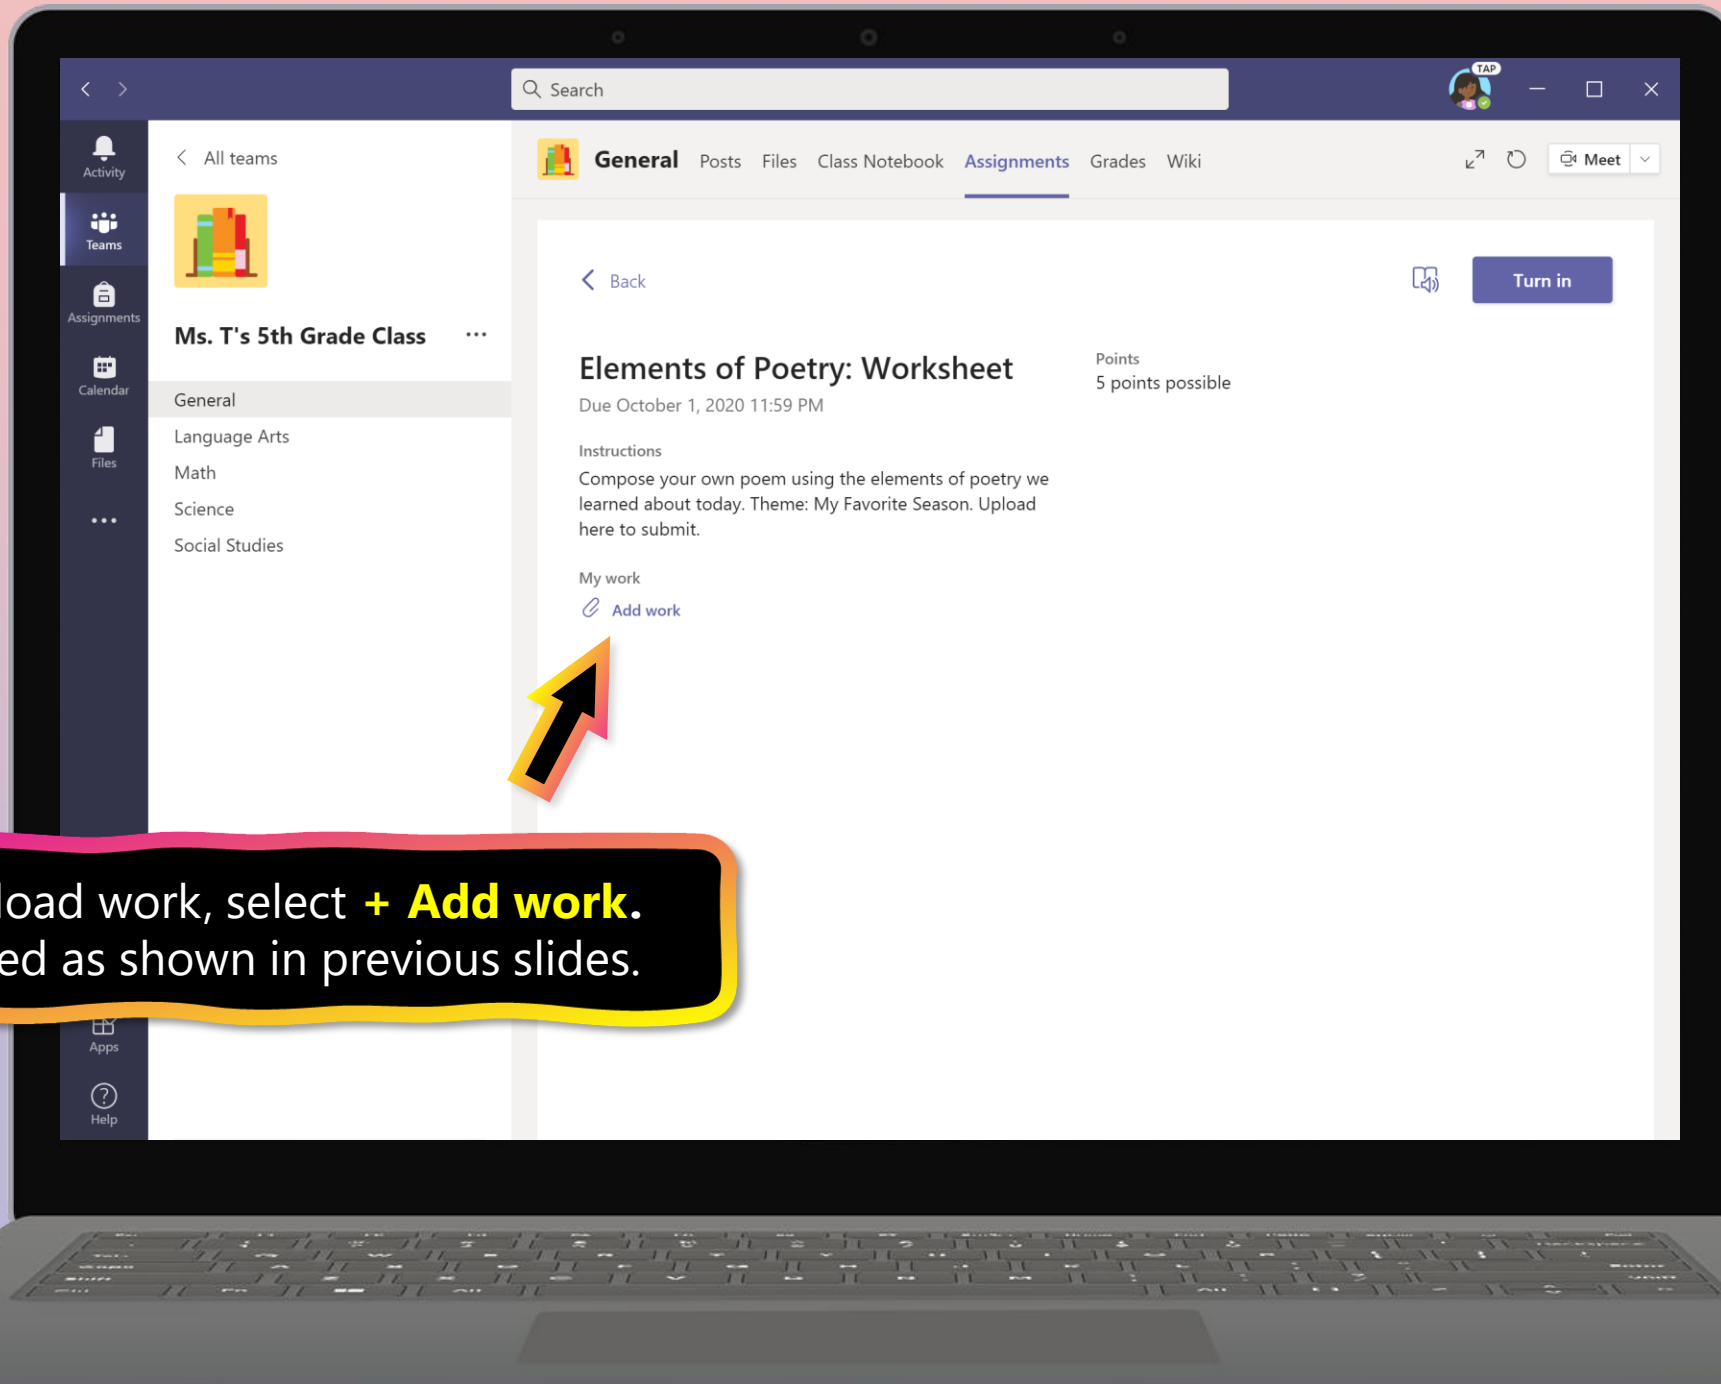 Search
TAP
Activity
Teams
Assignments
Calendar
Files
Apps
Help
All teams
Ms. T's 5th Grade Class
General
Language Arts
Math
Science
Social Studies
General Posts Files Class Notebook Assignments Grades Wiki
Meet
Back
Turn in
Elements of Poetry: Worksheet
Due October 1, 2020 11:59 PM
Points
5 points possible
Instructions
Compose your own poem using the elements of poetry we
learned about today. Theme: My Favorite Season. Upload
here to submit.
My work
Add work
work, select + Add work.
as shown in previous slides.